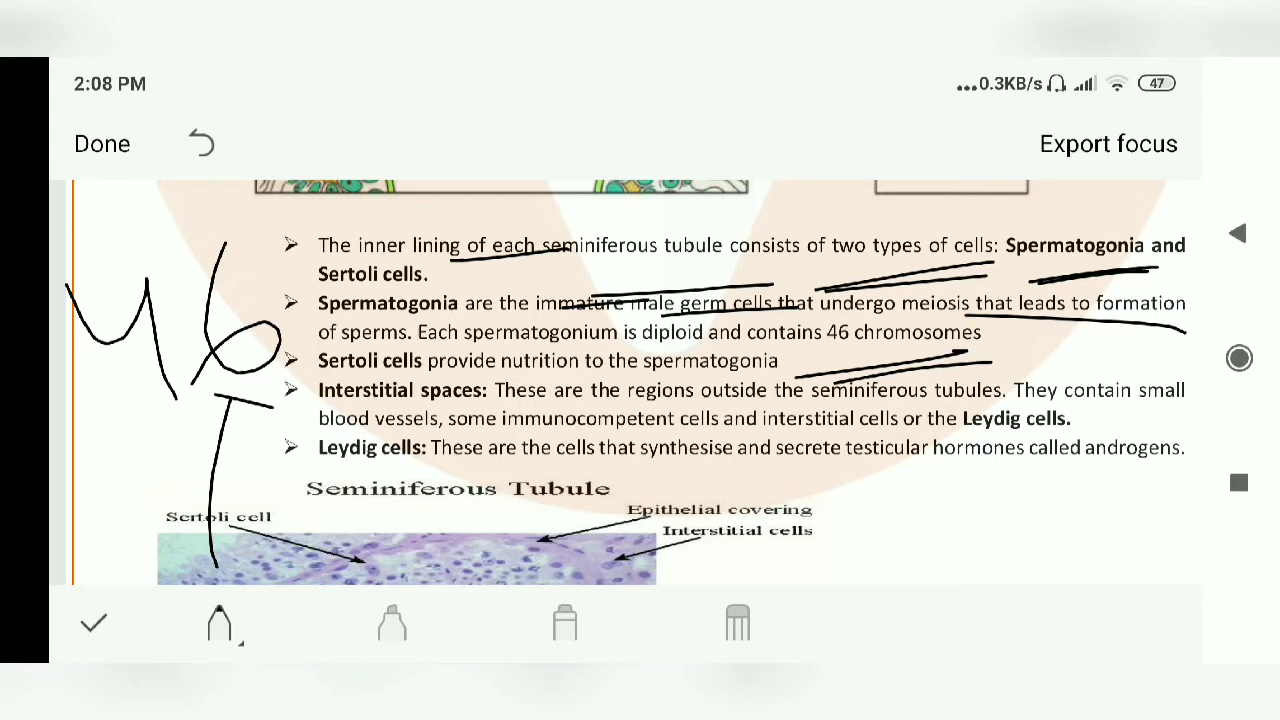 2:08 PM
...0.3KB/s
47
Done
Export focus
➢ The inner lining of each seminiferous tubule consists of two types of cells: Spermatogonia and
Sertoli cells.
➢ Spermatogonia are the immature male germ cells that undergo meiosis that leads to formation
of sperms. Each spermatogonium is diploid and contains 46 chromosomes
➢ Sertoli cells provide nutrition to the spermatogonia
➢ Interstitial spaces: These are the regions outside the seminiferous tubules. They contain small
blood vessels, some immunocompetent cells and interstitial cells or the Leydig cells.
➢ Leydig cells: These are the cells that synthesise and secrete testicular hormones called androgens.
46
Seminiferous Tubule
Sertoli cell
Epithelial covering
Interstitial cells